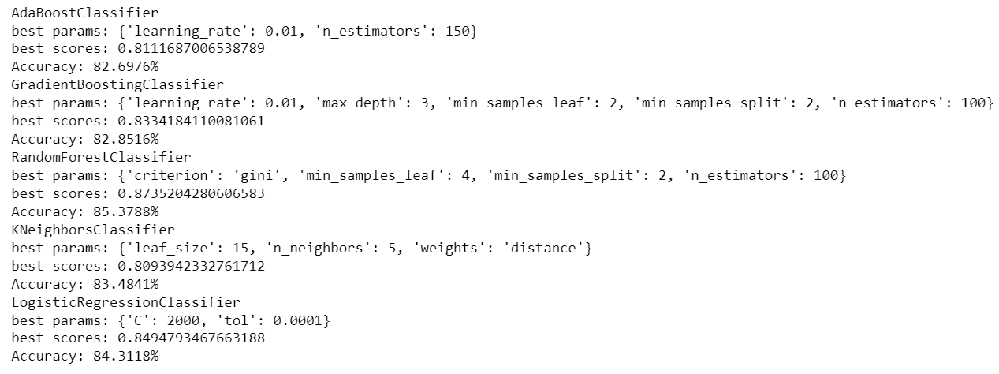 AdaBoostClassifier
best params: {'learning_rate': 0.01, 'n_estimators': 150}
best scores: 0.8111687006538789
Accuracy: 82.6976%
GradientBoostingClassifier
best params: {'learning_rate': 0.01, 'max_depth': 3, 'min_samples_leaf': 2, 'min_samples_split': 2, 'n_estimators': 100}
best scores: 0.8334184110081061
Accuracy: 82.8516%
RandomForestClassifier
best params: {'criterion': 'gini', 'min_samples_leaf': 4, 'min_samples_split': 2, 'n_estimators': 100}
best scores: 0.8735204280606583
Accuracy: 85.3788%
KNeighborsClassifier
best params: {'leaf_size': 15, 'n_neighbors': 5, 'weights': 'distance'}
best scores: 0.8093942332761712
Accuracy: 83.4841%
LogisticRegressionClassifier
best params: {'C': 2000, 'tol': 0.0001}
best scores: 0.8494793467663188
Accuracy: 84.3118%